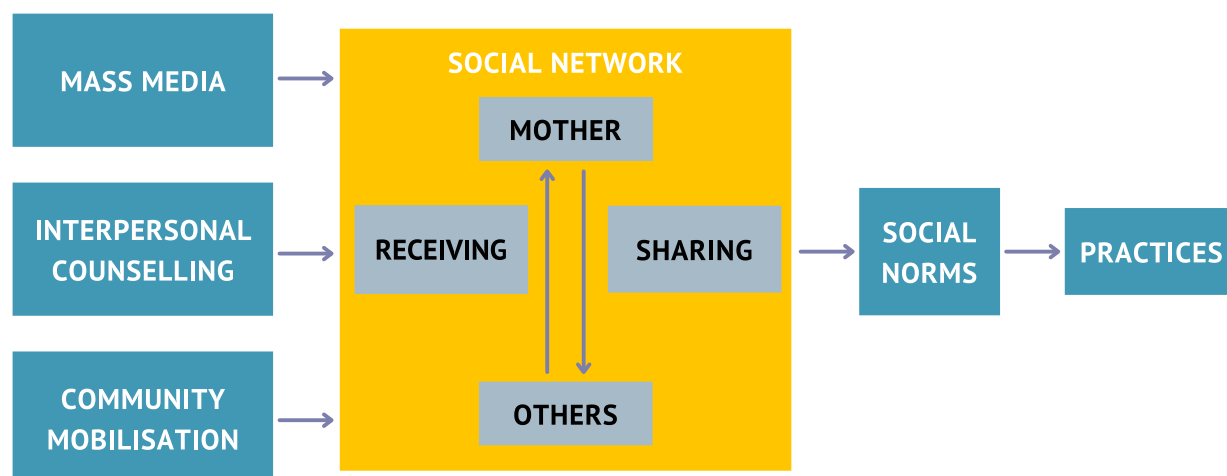 MASS MEDIA
INTERPERSONAL
COUNSELLING
COMMUNITY
MOBILISATION
SOCIAL NETWORK
MOTHER
RECEIVING
SHARING
OTHERS
SOCIAL
NORMS
PRACTICES